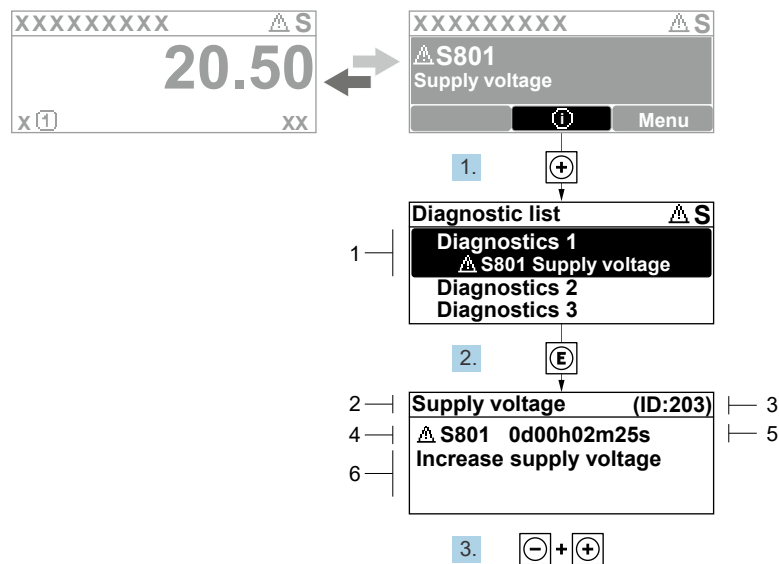 XXXXXXXXX ⚠ S
20.50
X ① XX
XXXXXXXXX ⚠ S
⚠ S801
Supply voltage
ⓘ Menu
1. +
Diagnostic list ⚠ S
1 Diagnostics 1
⚠ S801 Supply voltage
Diagnostics 2
Diagnostics 3
2. E
2 Supply voltage (ID:203) 3
4 ⚠ S801 0d00h02m25s 5
6 Increase supply voltage
3. - + +